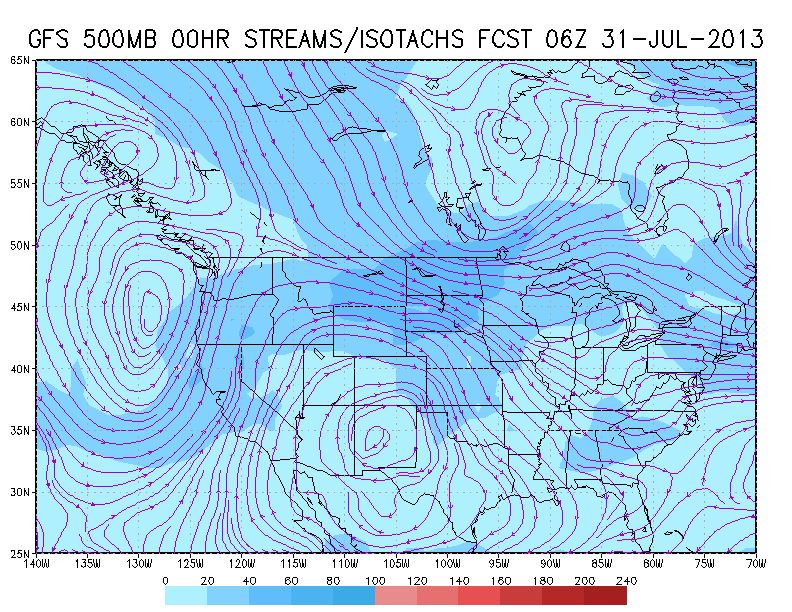 GFS 500MB 00HR STREAMS/ISOTACHS FCST 06Z 31-JUL-2013
65N
60N
55N
50N
45N
40N
35N
30N
25N
140W 135W 130W 125W 120W 115W 110W 105W 100W 95W 90W 85W 80W 75W 70W
0 20 40 60 80 100 120 140 160 180 200 240